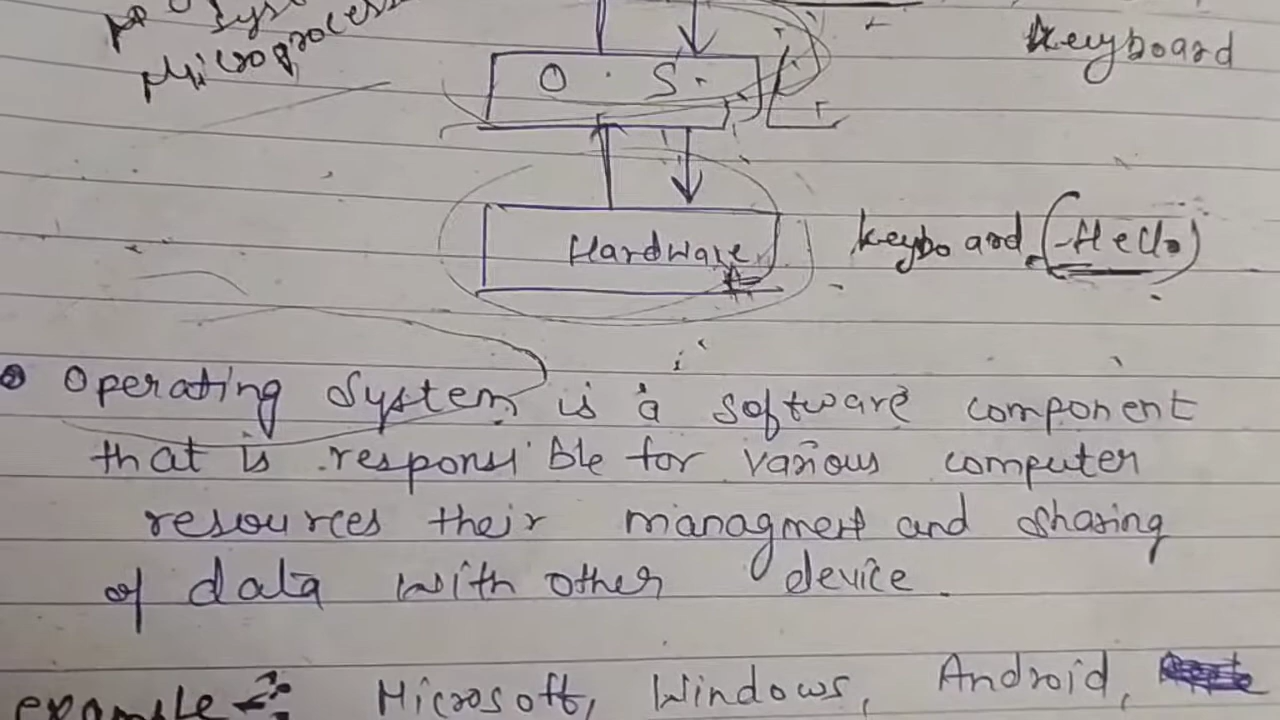 Microprocess
keyboard
O . S.
Hardware
keyboard (Hello)
Operating System is a software component
that is responsible for various computer
resources their managment and sharing
of data with other device.
example : Microsoft, Windows, Android,